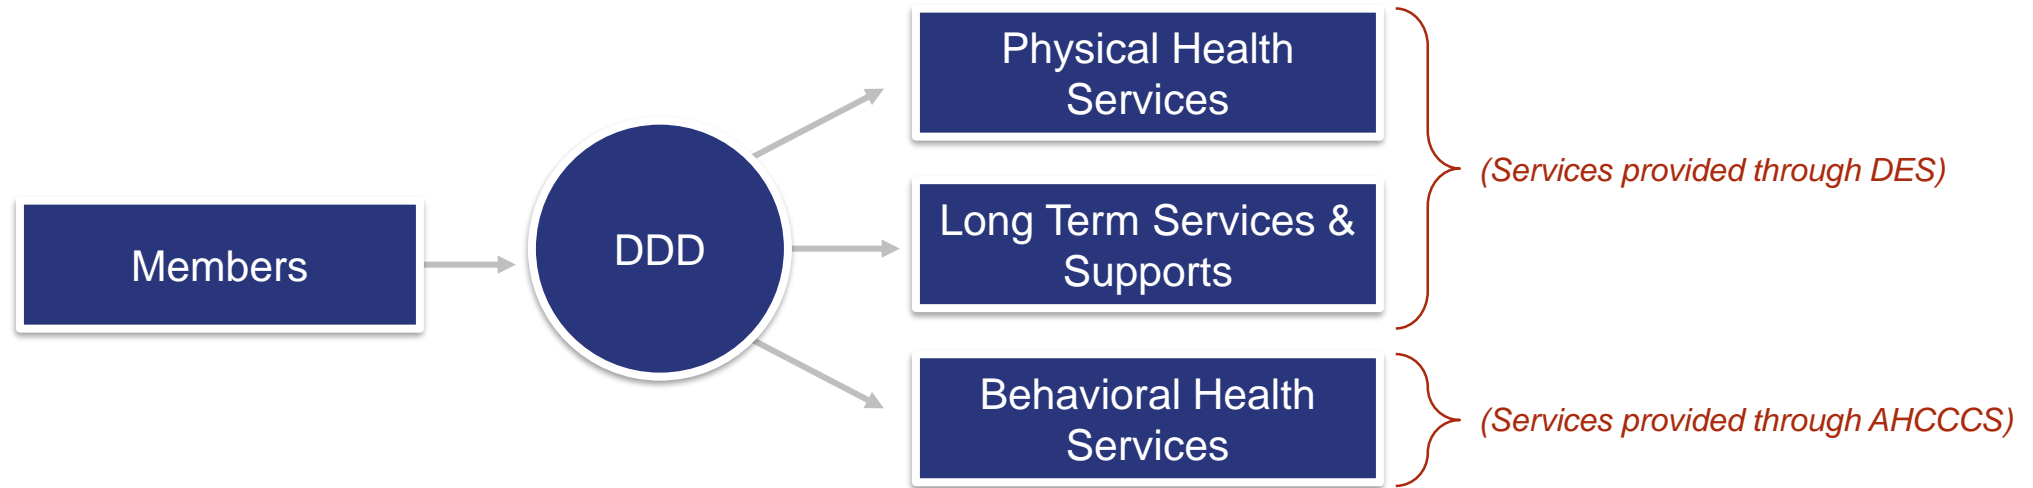 Physical Health
Services
(Services provided through DES)
Members
DDD
Long Term Services &
Supports
Behavioral Health
Services
(Services provided through AHCCCS)